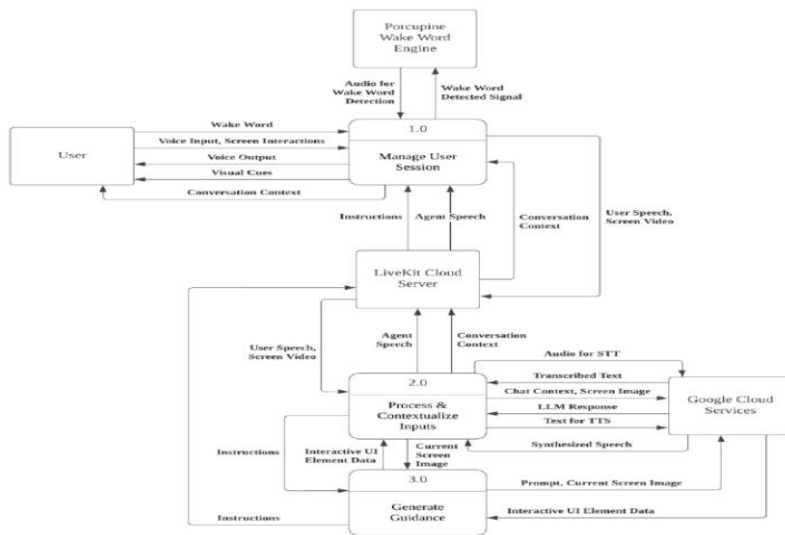 Porcupine
Wake Word
Engine
Audio for
Wake Word
Detection
Wake Word
Detected Signal
User
Wake Word
Voice Input, Screen Interactions
Voice Output
Visual Cues
Conversation Context
1.0
Manage User
Session
Instructions
Agent Speech
Conversation
Context
User Speech,
Screen Video
LiveKit Cloud
Server
User Speech,
Screen Video
Agent
Speech
Conversation
Context
Audio for STT
Transcribed Text
Chat Context, Screen Image
LLM Response
Text for TTS
Synthesized Speech
Google Cloud
Services
2.0
Process &
Contextualize
Inputs
Instructions
Interactive UI
Element Data
Current
Screen
Image
3.0
Generate
Guidance
Prompt, Current Screen Image
Interactive UI Element Data
Instructions